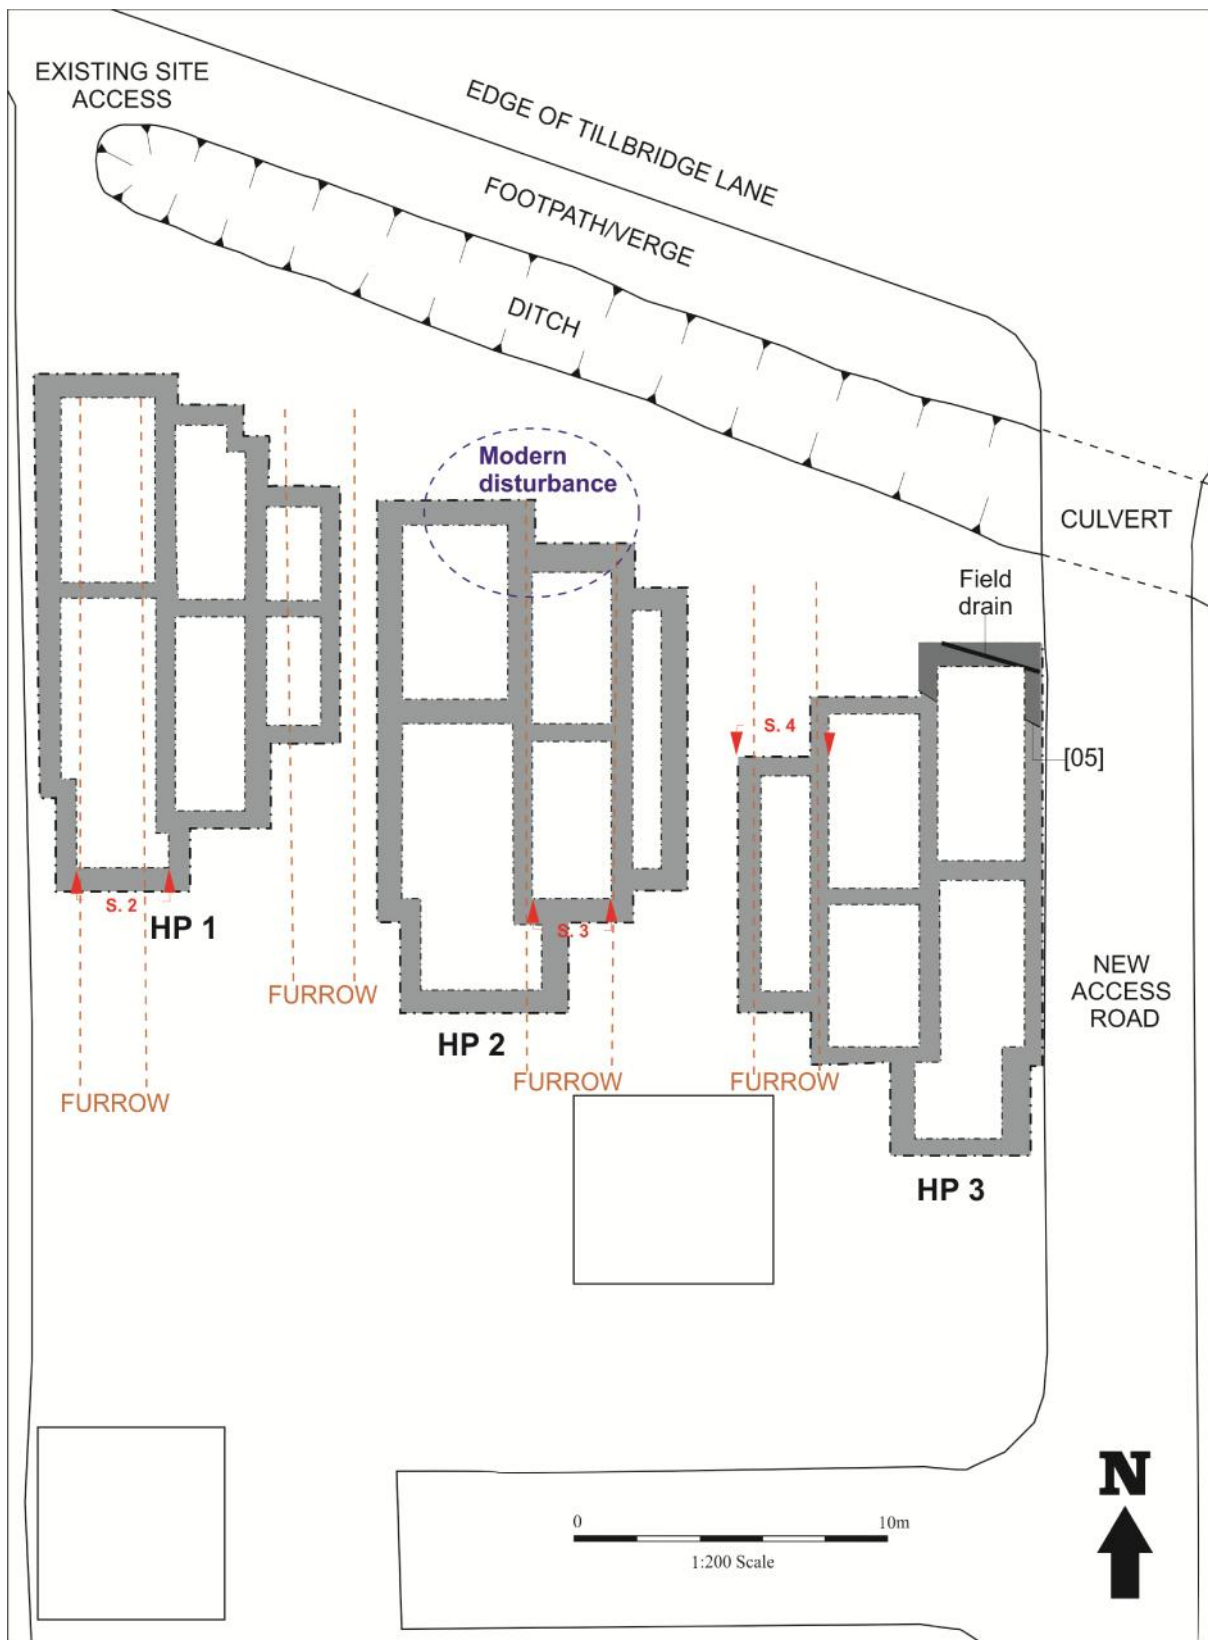 EXISTING SITE
ACCESS
EDGE OF TILLBRIDGE LANE
FOOTPATH/VERGE
DITCH
Modern
disturbance
CULVERT
Field
drain
S. 4
[05]
S. 2
HP 1
S. 3
FURROW
HP 2
NEW
ACCESS
ROAD
FURROW
FURROW
FURROW
HP 3
N
0 10m
1:200 Scale